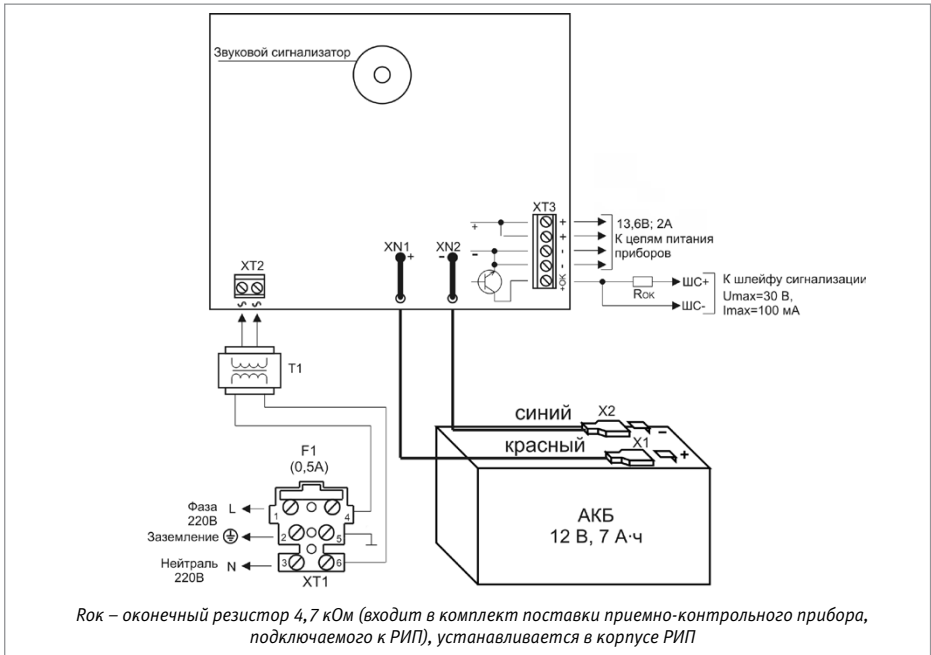 Звуковой сигнализатор
XT3
+
+
+
-
-
-
+OK
13,6В; 2А
К цепям питания
приборов
Rок
ШС+
ШС-
К шлейфу сигнализации
Umax=30 В,
Imax=100 мА
XN1
+
XN2
-
XT2
T1
синий
X2
-
красный
X1
+
F1
(0,5А)
Фаза
220В
L
1
4
Заземление
2
5
Нейтраль
220В
N
3
6
XT1
АКБ
12 В, 7 А·ч
Rок – оконечный резистор 4,7 кОм (входит в комплект поставки приемно-контрольного прибора,
подключаемого к РИП), устанавливается в корпусе РИП